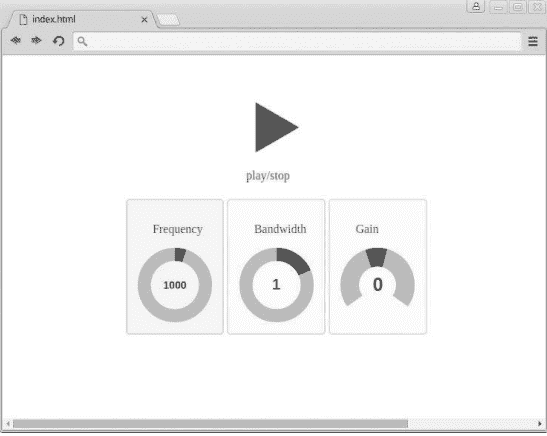 index.html
play/stop
Frequency
Bandwidth
Gain
1000
1
0